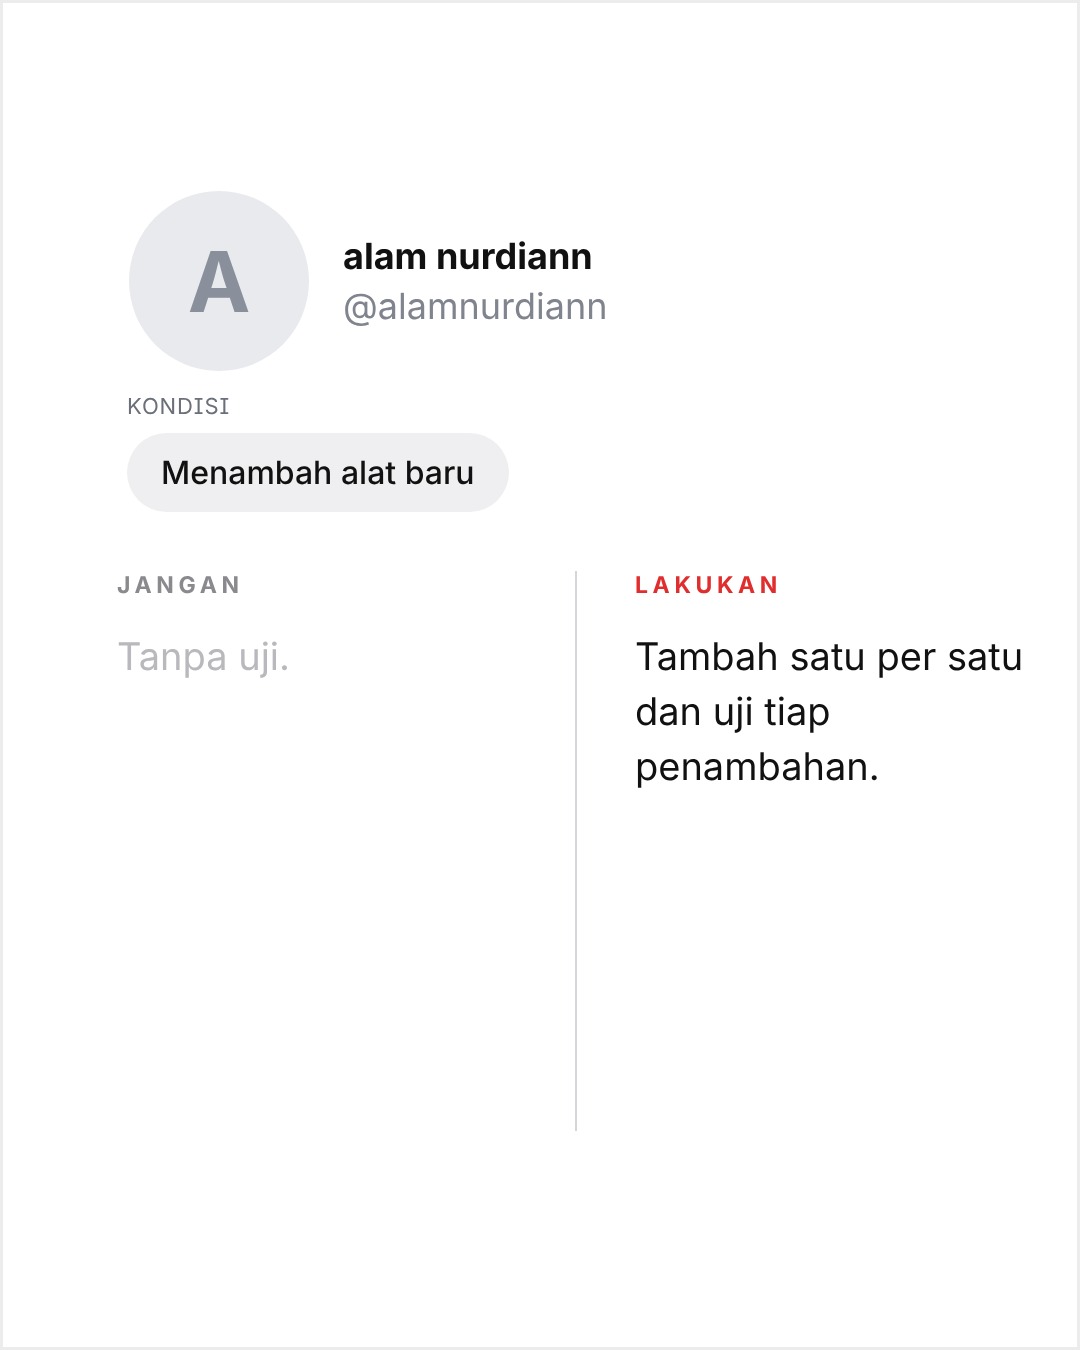 A
alam nurdiann
@alamnurdiann
KONDISI
Menambah alat baru
JANGAN
Tanpa uji.
LAKUKAN
Tambah satu per satu
dan uji tiap
penambahan.